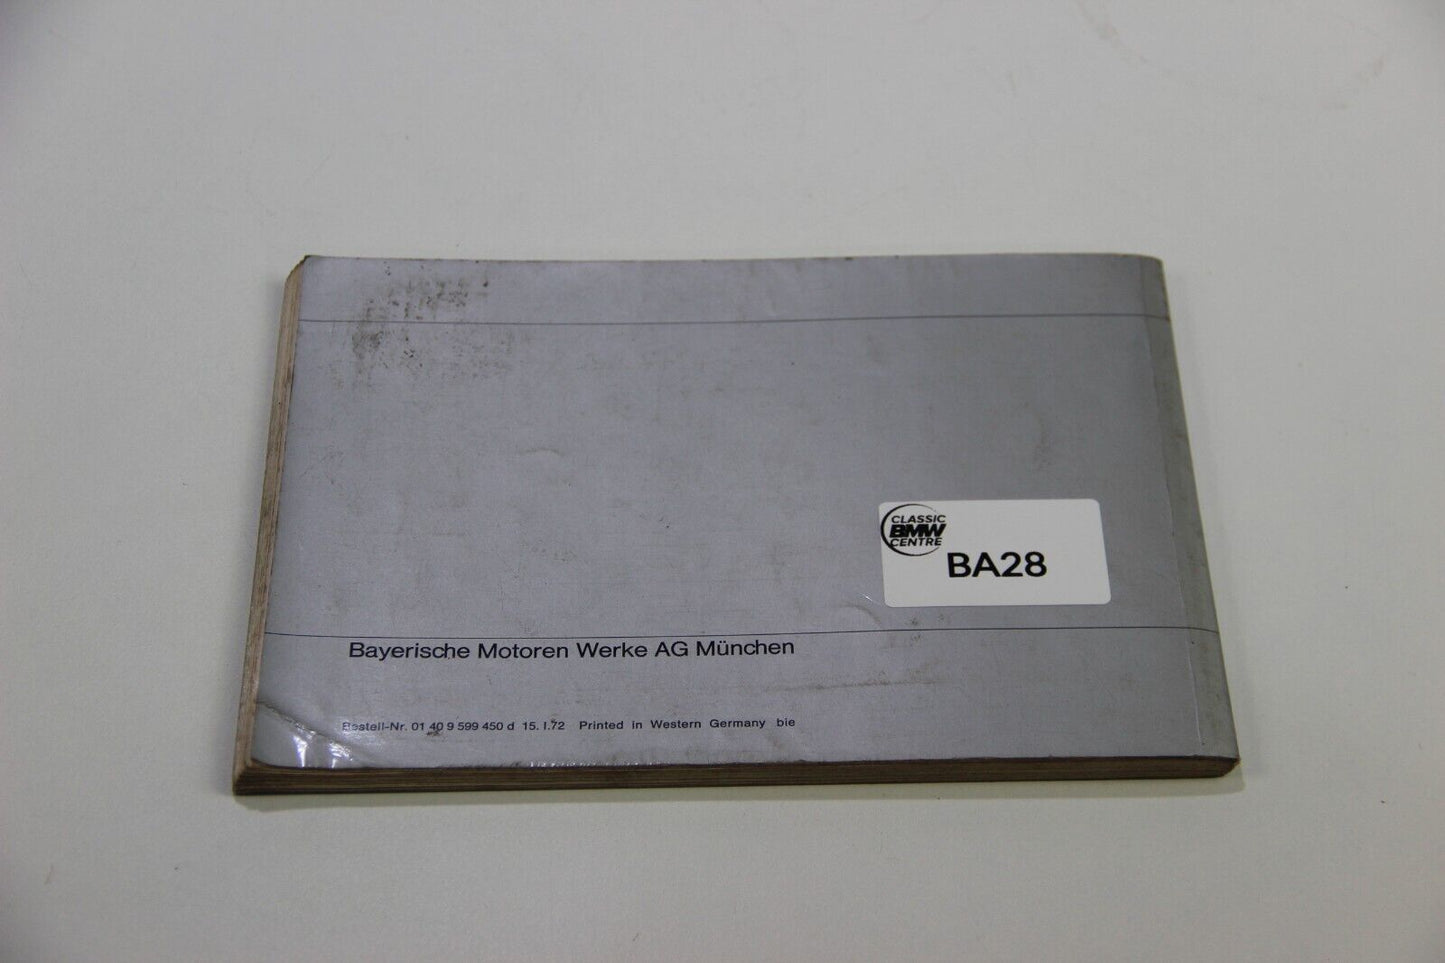 CLASSIC
BMW
CENTRE
BA28
Bayerische Motoren Werke AG München
Bestell-Nr. 01 40 9 599 450 d 15. I.72 Printed in Western Germany bie